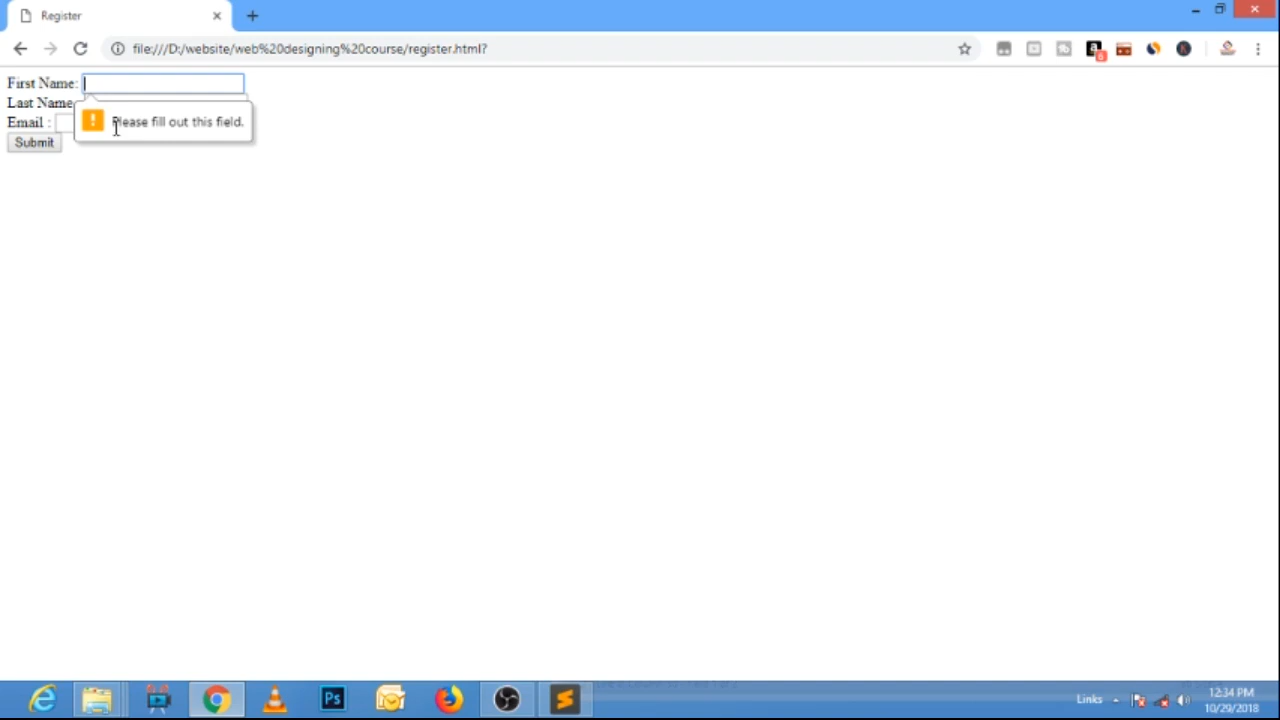 Register
file:///D:/website/web%20designing%20course/register.html?
First Name:
Last Name
Email :
Please fill out this field.
Submit
Ps
Links
12:34 PM
10/29/2018